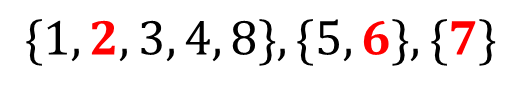 {1, 2, 3, 4, 8}, {5, 6}, {7}